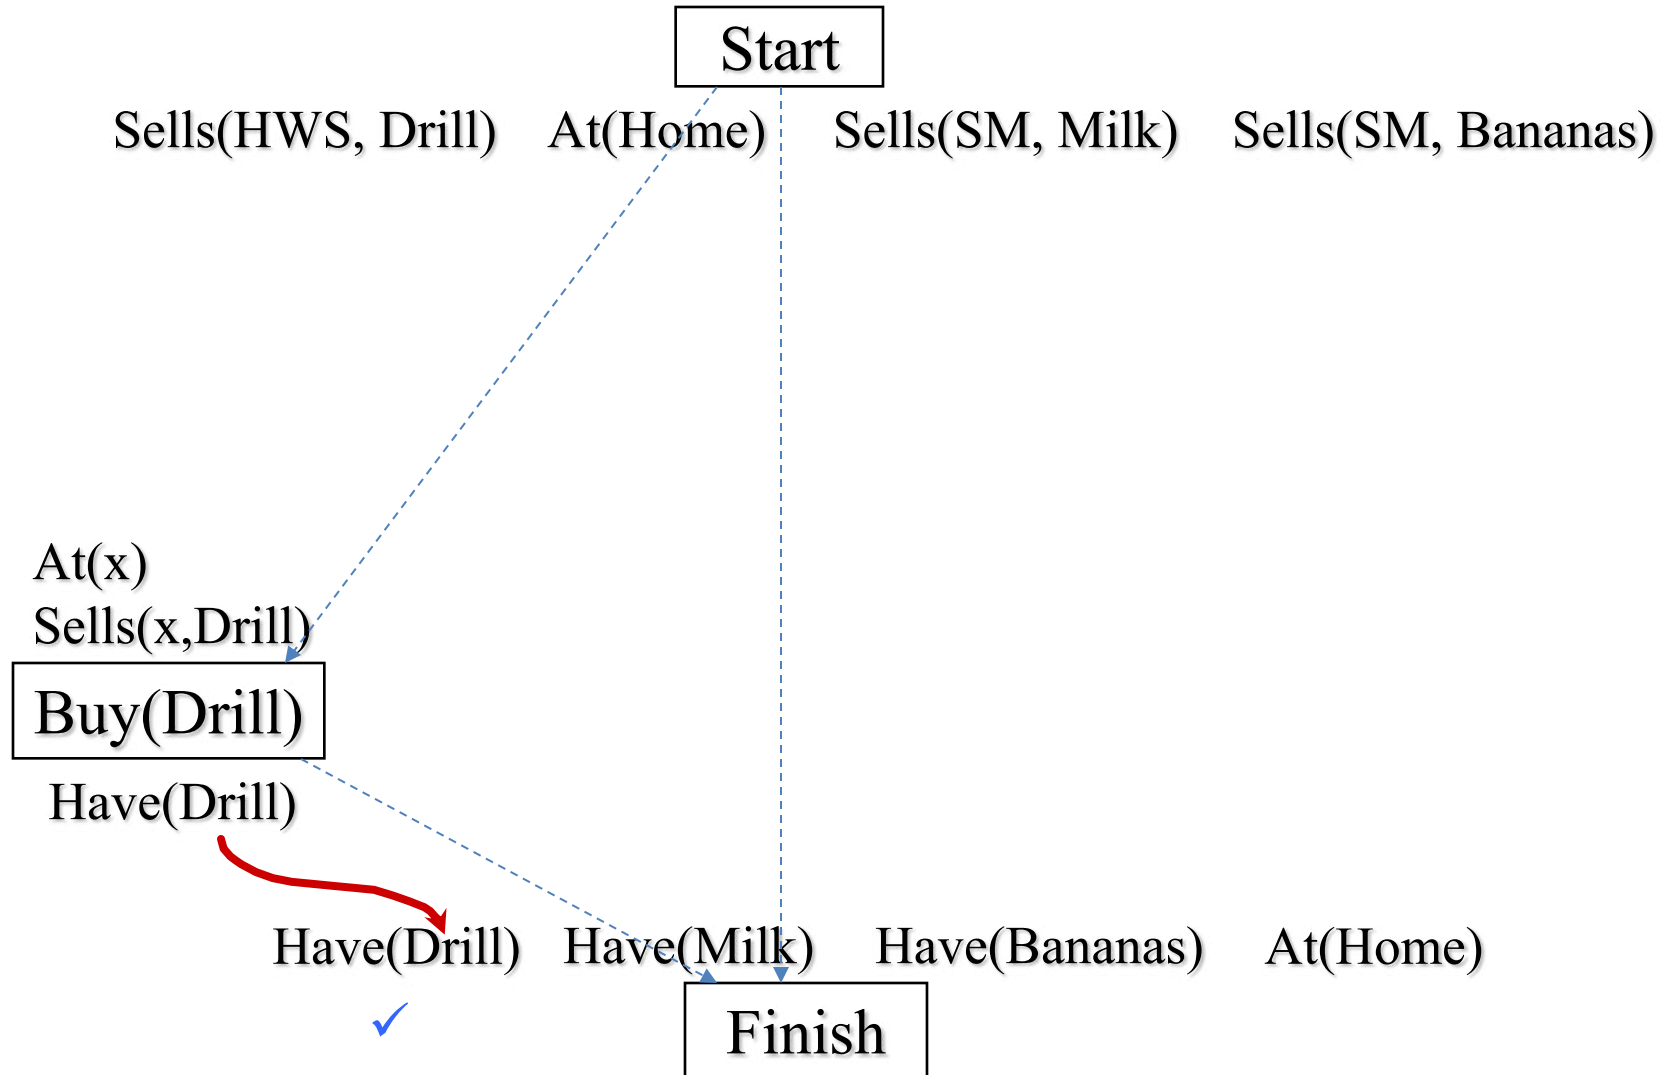 Start
Sells(HWS, Drill) At(Home) Sells(SM, Milk) Sells(SM, Bananas)
At(x)
Sells(x,Drill)
Buy(Drill)
Have(Drill)
Have(Drill) Have(Milk) Have(Bananas) At(Home)
Finish